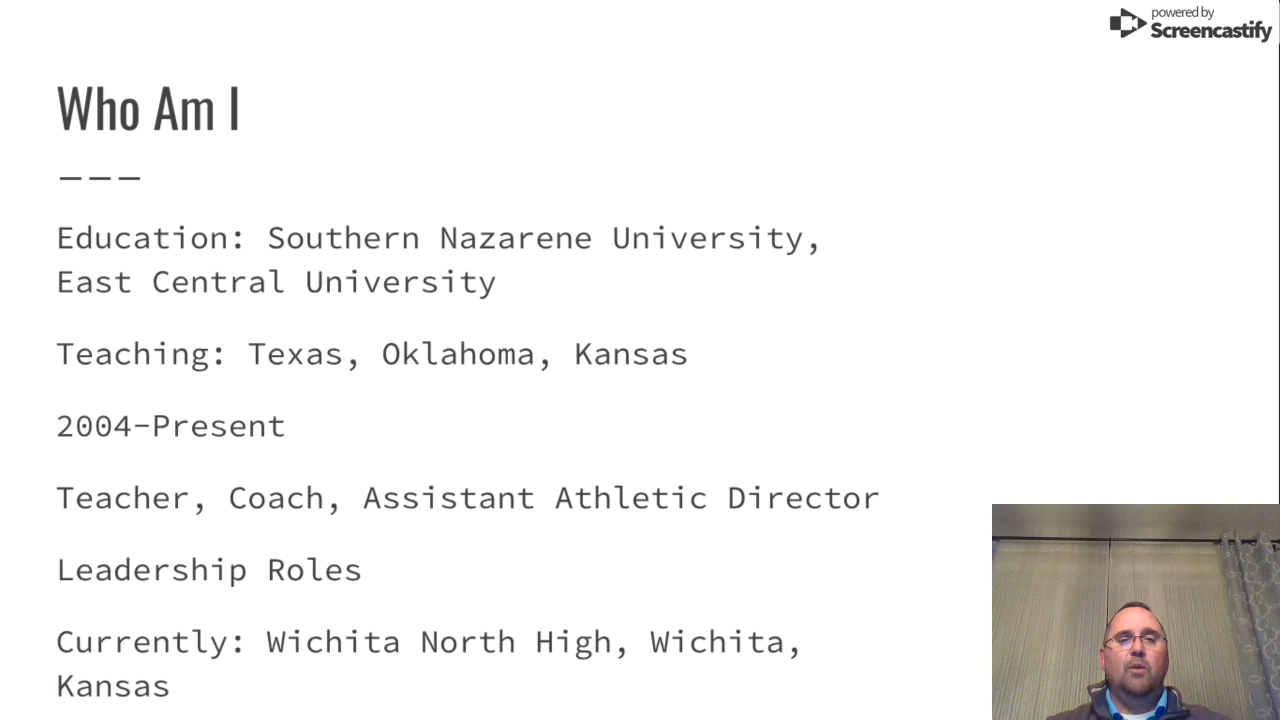 powered by
Screencastify
Who Am I
Education: Southern Nazarene University,
East Central University
Teaching: Texas, Oklahoma, Kansas
2004-Present
Teacher, Coach, Assistant Athletic Director
Leadership Roles
Currently: Wichita North High, Wichita,
Kansas